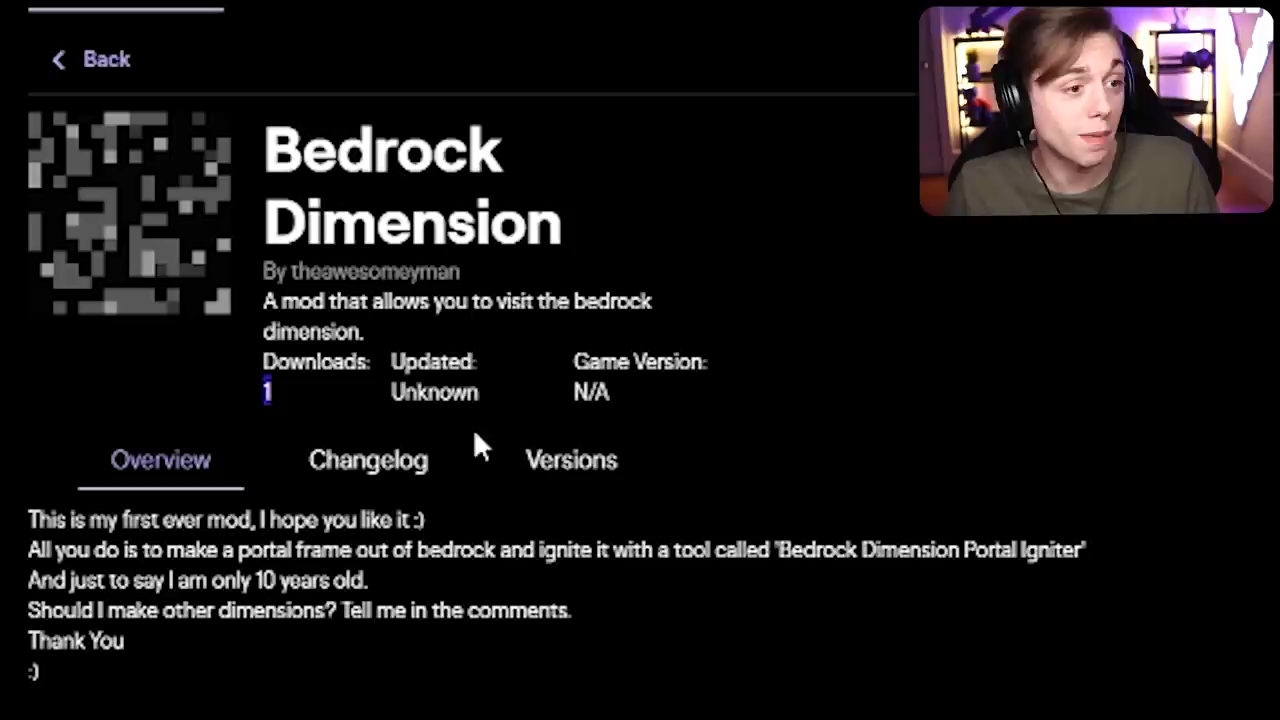 Back
Bedrock
Dimension
By theawesomeyman
A mod that allows you to visit the bedrock
dimension.
Downloads: Updated: Game Version:
1 Unknown N/A
Overview Changelog Versions
This is my first ever mod, I hope you like it :)
All you do is to make a portal frame out of bedrock and ignite it with a tool called 'Bedrock Dimension Portal Igniter'
And just to say I am only 10 years old.
Should I make other dimensions? Tell me in the comments.
Thank You
:)